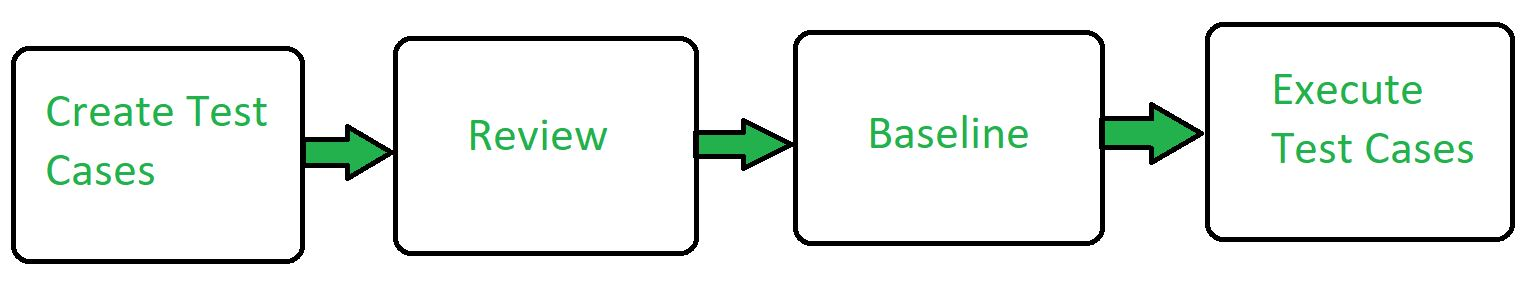 Create Test
Cases
Review
Baseline
Execute
Test Cases